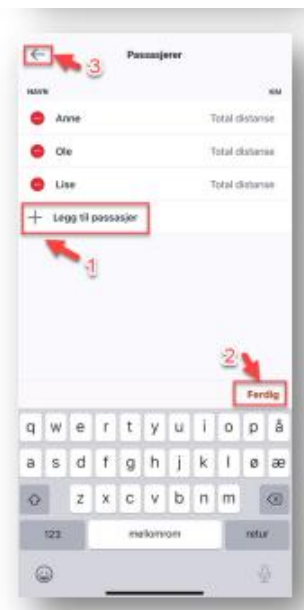 3
Passasjerer
NAVN KM
Anne Total distanse
Ole Total distanse
Lise Total distanse
+ Legg til passasjer
1
2
Ferdig
q w e r t y u i o p å
a s d f g h j k l ø æ
z x c v b n m
123 mellomrom retur